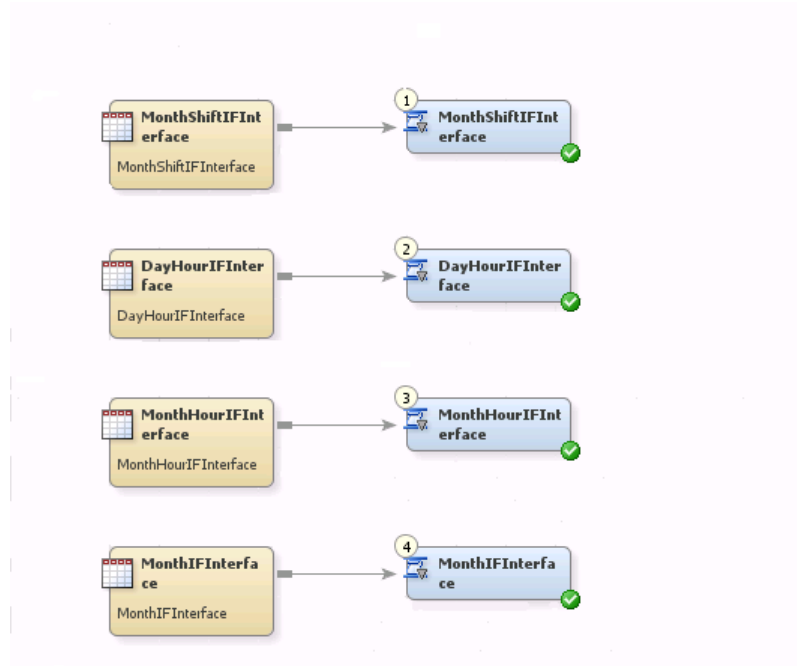 1
MonthShiftIFInt
erface
MonthShiftIFInterface
MonthShiftIFInt
erface
2
DayHourIFInter
face
DayHourIFInterface
DayHourIFInter
face
3
MonthHourIFInt
erface
MonthHourIFInterface
MonthHourIFInt
erface
4
MonthIFInterfa
ce
MonthIFInterface
MonthIFInterfa
ce